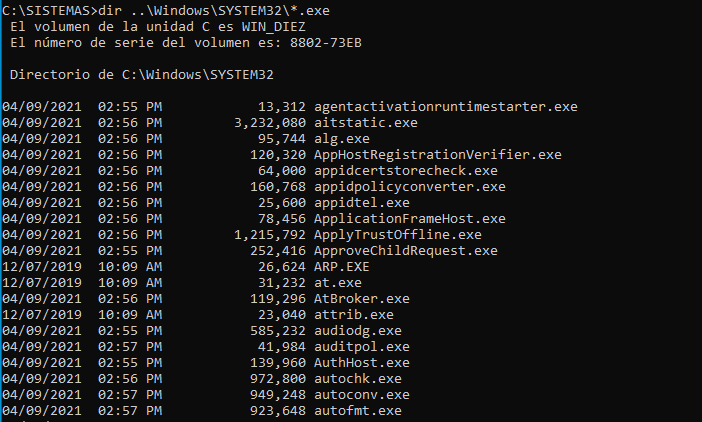 C:\SISTEMAS>dir ..\Windows\SYSTEM32\*.exe
El volumen de la unidad C es WIN_DIEZ
El número de serie del volumen es: 8802-73EB
Directorio de C:\Windows\SYSTEM32
04/09/2021 02:55 PM 13,312 agentactivationruntimestarter.exe
04/09/2021 02:56 PM 3,232,080 aitstatic.exe
04/09/2021 02:56 PM 95,744 alg.exe
04/09/2021 02:56 PM 120,320 AppHostRegistrationVerifier.exe
04/09/2021 02:56 PM 64,000 appidcertstorecheck.exe
04/09/2021 02:56 PM 160,768 appidpolicyconverter.exe
04/09/2021 02:56 PM 25,600 appidtel.exe
04/09/2021 02:56 PM 78,456 ApplicationFrameHost.exe
04/09/2021 02:56 PM 1,215,792 ApplyTrustOffline.exe
04/09/2021 02:55 PM 252,416 ApproveChildRequest.exe
12/07/2019 10:09 AM 26,624 ARP.EXE
12/07/2019 10:09 AM 31,232 at.exe
04/09/2021 02:56 PM 119,296 AtBroker.exe
12/07/2019 10:09 AM 23,040 attrib.exe
04/09/2021 02:55 PM 585,232 audiodg.exe
04/09/2021 02:57 PM 41,984 auditpol.exe
04/09/2021 02:55 PM 139,960 AuthHost.exe
04/09/2021 02:56 PM 972,800 autochk.exe
04/09/2021 02:57 PM 949,248 autoconv.exe
04/09/2021 02:57 PM 923,648 autofmt.exe